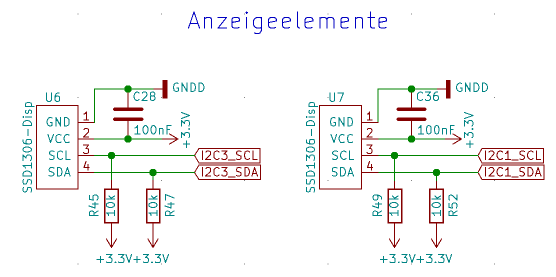 Anzeigeelemente
U6
SSD1306-Disp
GND 1
VCC 2
SCL 3
SDA 4
GNDD
C28
100nF
+3.3V
I2C3_SCL
I2C3_SDA
R45
10k
10k
R47
+3.3V+3.3V
U7
SSD1306-Disp
GND 1
VCC 2
SCL 3
SDA 4
GNDD
C36
100nF
+3.3V
I2C1_SCL
I2C1_SDA
R49
10k
10k
R52
+3.3V+3.3V